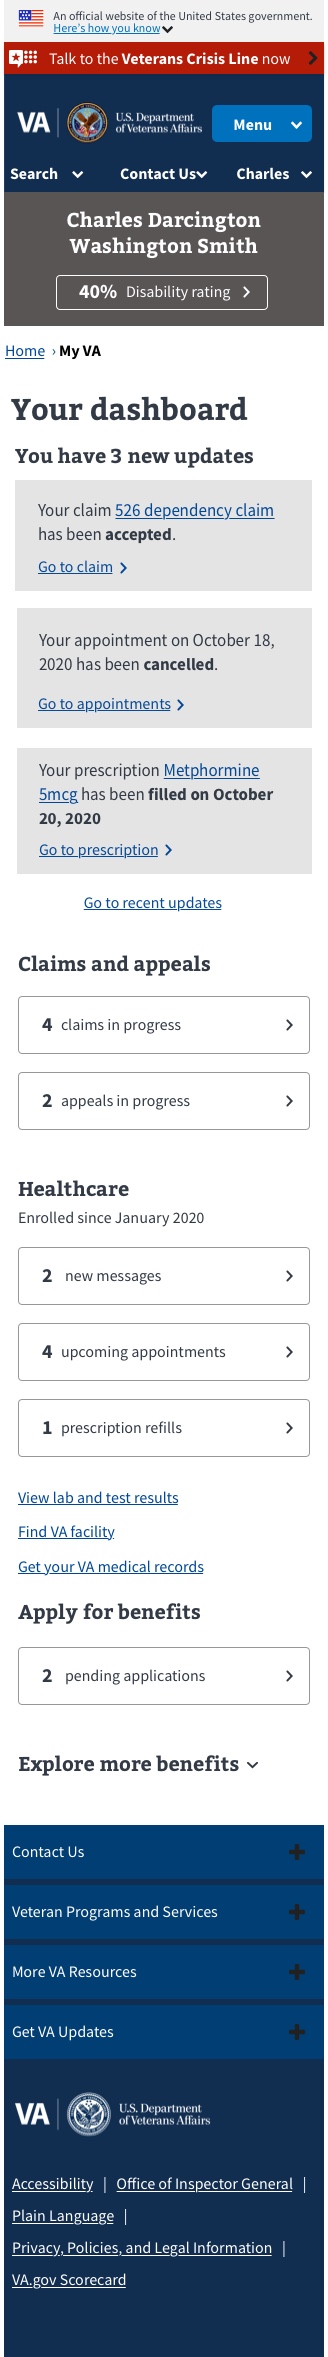 An official website of the United States government.
Here's how you know
Talk to the Veterans Crisis Line now
VA
U.S. Department
of Veterans Affairs
Menu
Search
Contact Us
Charles
Charles Darcington
Washington Smith
40% Disability rating
Home › My VA
Your dashboard
You have 3 new updates
Your claim 526 dependency claim
has been accepted.
Go to claim
Your appointment on October 18,
2020 has been cancelled.
Go to appointments
Your prescription Metphormine
5mcg has been filled on October
20, 2020
Go to prescription
Go to recent updates
Claims and appeals
4 claims in progress
2 appeals in progress
Healthcare
Enrolled since January 2020
2 new messages
4 upcoming appointments
1 prescription refills
View lab and test results
Find VA facility
Get your VA medical records
Apply for benefits
2 pending applications
Explore more benefits
Contact Us
Veteran Programs and Services
More VA Resources
Get VA Updates
VA
U.S. Department
of Veterans Affairs
Accessibility | Office of Inspector General |
Plain Language |
Privacy, Policies, and Legal Information |
VA.gov Scorecard